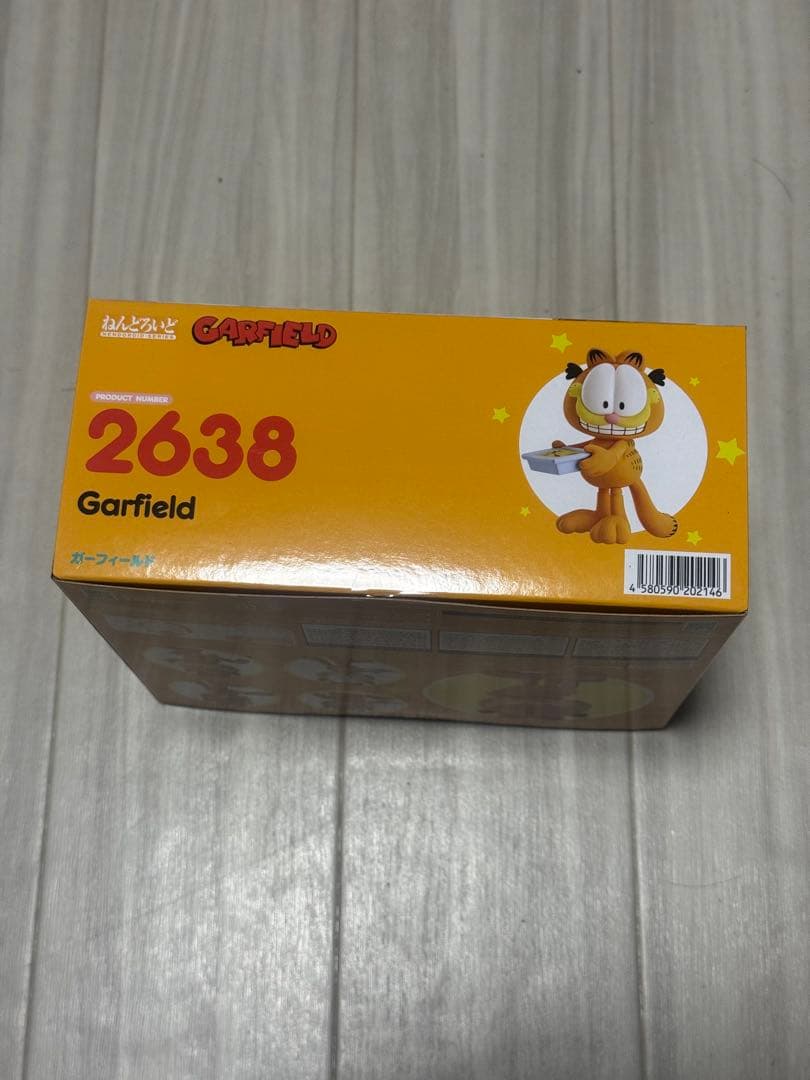 ねんどろいど
NENDOROID SERIES
GARFIELD
PRODUCT NUMBER
2638
Garfield
ガーフィールド
4 580590 202146